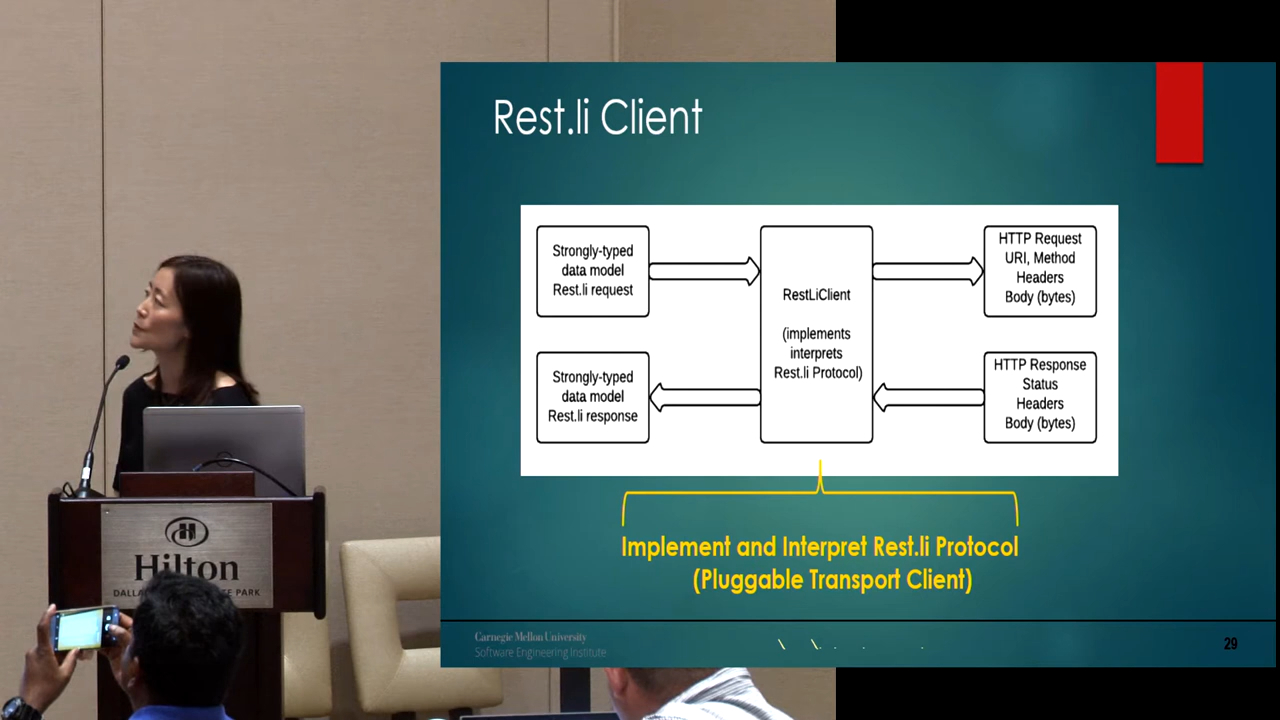 Rest.li Client
Strongly-typed
data model
Rest.li request
RestLiClient
(implements
interprets
Rest.li Protocol)
HTTP Request
URI, Method
Headers
Body (bytes)
Strongly-typed
data model
Rest.li response
HTTP Response
Status
Headers
Body (bytes)
Implement and Interpret Rest.li Protocol
(Pluggable Transport Client)
Carnegie Mellon University
Software Engineering Institute
29
H
Hilton
PARK